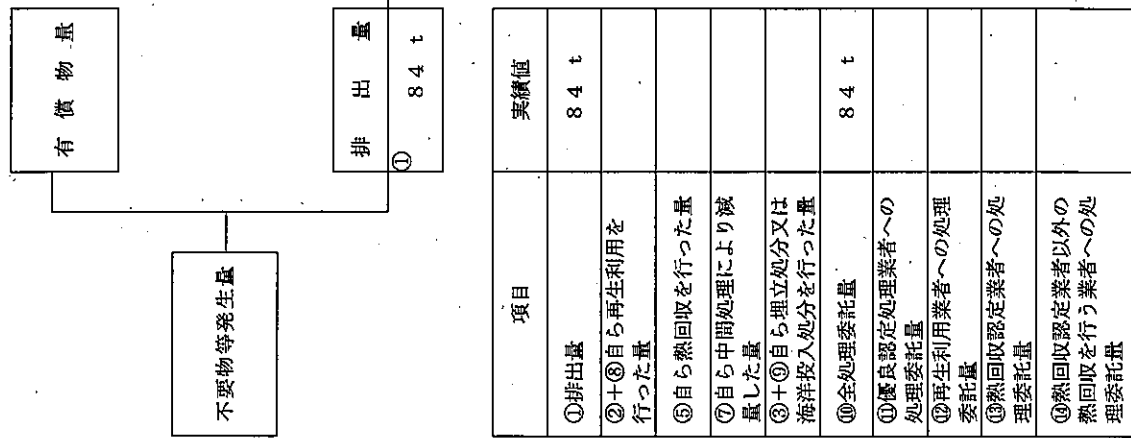 不要物等発生量
有償物量
排出量
①
84 t
項目
実績値
①排出量
84 t
②+⑧自ら再生利用を
行った量
⑤自ら熱回収を行った量
⑦自ら中間処理により減
量した量
③+⑨自ら埋立処分又は
海洋投入処分を行った量
⑩全処理委託量
84 t
⑪優良認定処理業者への
処理委託量
⑫再生利用業者への処理
委託量
⑬熱回収認定業者への処
理委託量
⑭熱回収認定業者以外の
熱回収を行う業者への処
理委託量